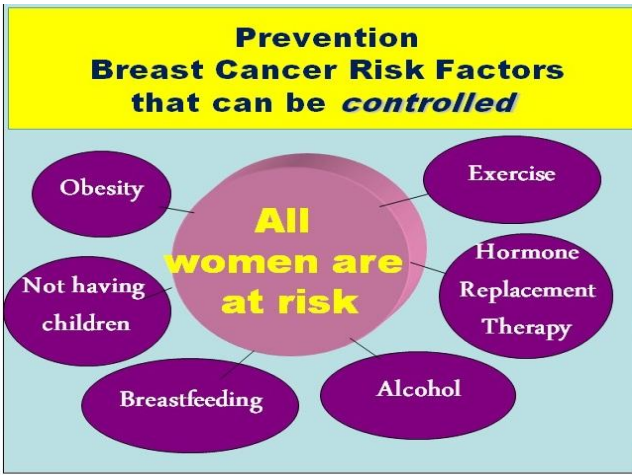 Prevention
Breast Cancer Risk Factors
that can be controlled
Obesity
Exercise
All
women are
at risk
Not having
children
Hormone
Replacement
Therapy
Breastfeeding
Alcohol